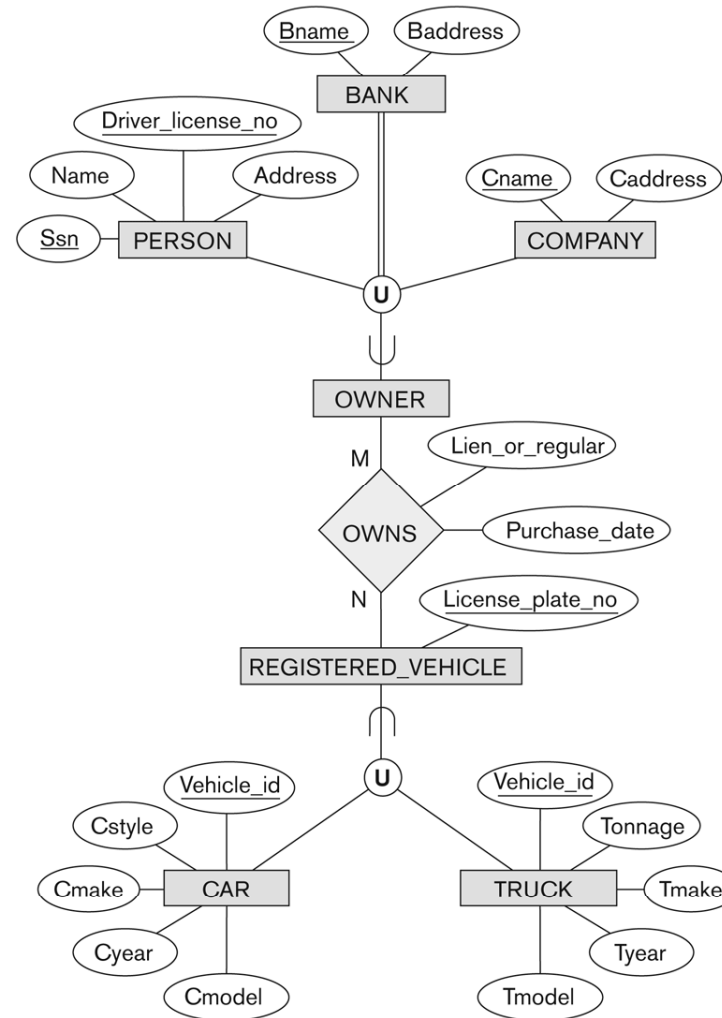 Bname
Baddress
BANK
Driver_license_no
Name
Address
Cname
Caddress
Ssn
PERSON
COMPANY
U
OWNER
M
Lien_or_regular
OWNS
Purchase_date
N
License_plate_no
REGISTERED_VEHICLE
U
Vehicle_id
Vehicle_id
Cstyle
Tonnage
Cmake
CAR
TRUCK
Tmake
Cyear
Tyear
Cmodel
Tmodel